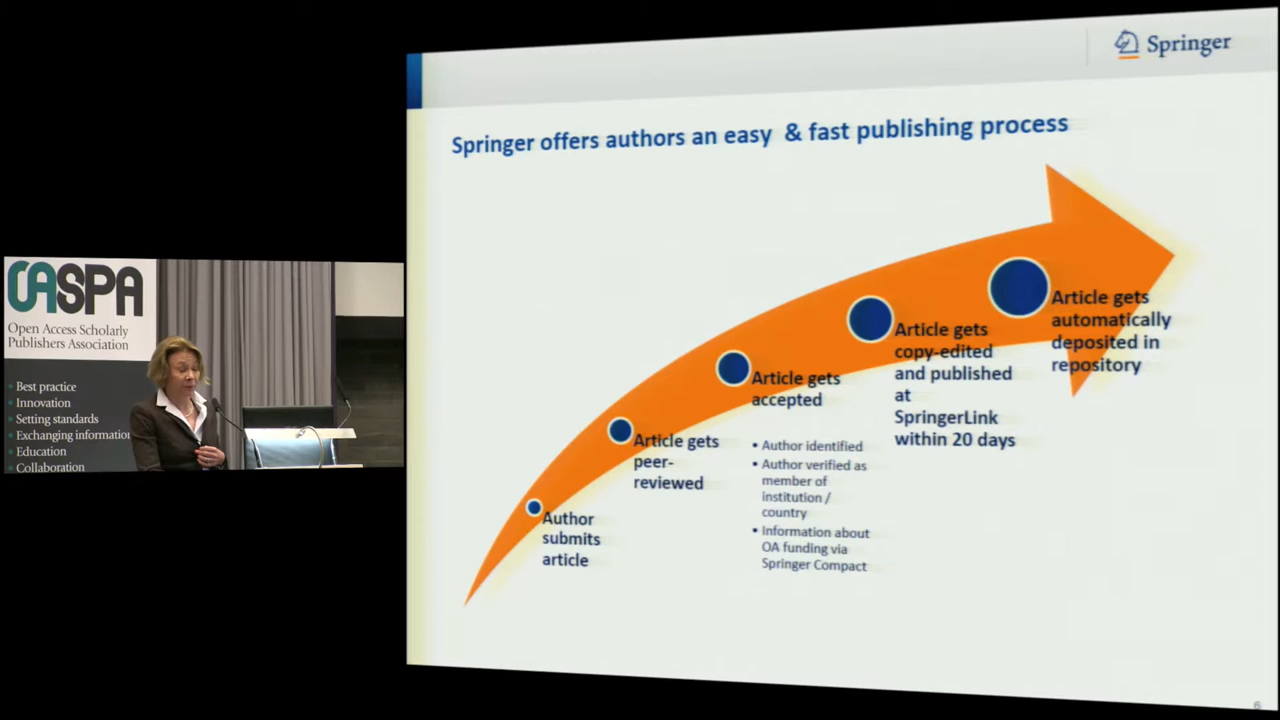 Springer
Springer offers authors an easy & fast publishing process
Author
submits
article
Article gets
peer-
reviewed
Article gets
accepted
• Author identified
• Author verified as
member of
institution /
country
• Information about
OA funding via
Springer Compact
Article gets
copy-edited
and published
at
SpringerLink
within 20 days
Article gets
automatically
deposited in
repository
6
OASPA
Open Access Scholarly
Publishers Association
• Best practice
• Innovation
• Setting standards
• Exchanging information
• Education
• Collaboration